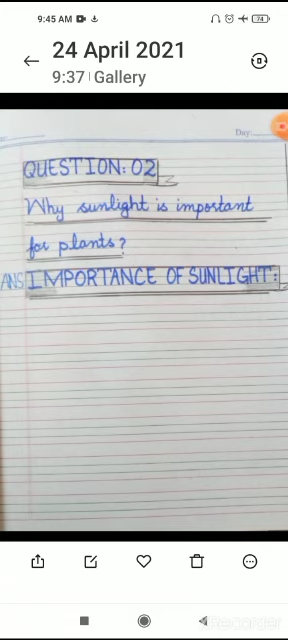 9:45 AM
74
24 April 2021
9:37 | Gallery
Day:
QUESTION: 02
Why sunlight is important
for plants?
ANS IMPORTANCE OF SUNLIGHT: